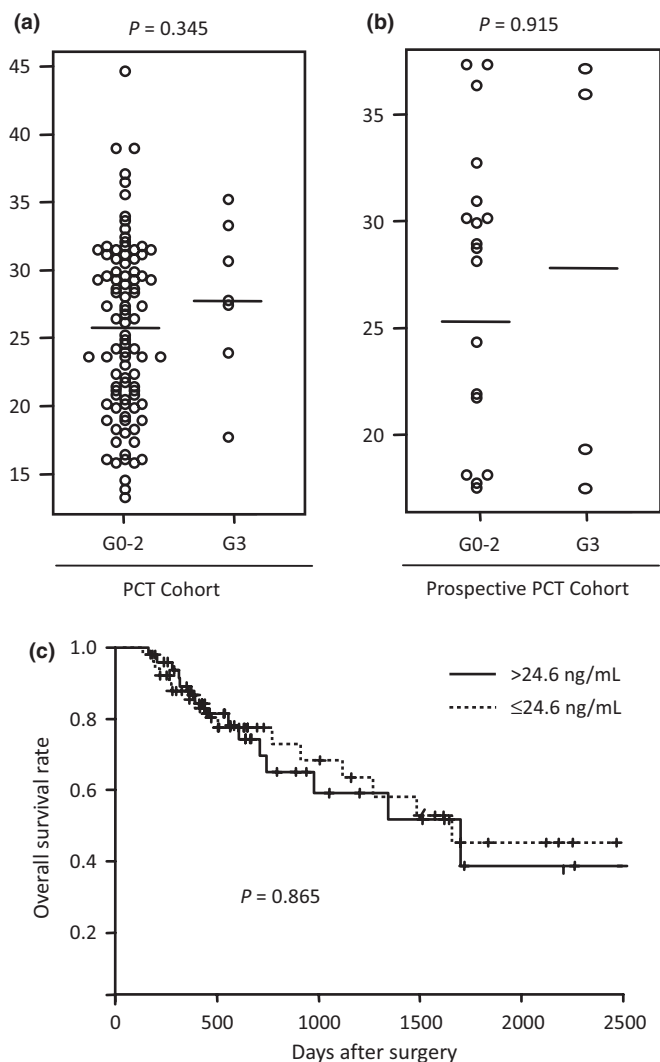 (a)
P = 0.345
45
40
35
30
25
20
15
G0-2
G3
PCT Cohort
(b)
P = 0.915
35
30
25
20
G0-2
G3
Prospective PCT Cohort
(c)
1.0
0.8
0.6
0.4
0.2
Overall survival rate
>24.6 ng/mL
≤24.6 ng/mL
P = 0.865
0
500
1000
1500
2000
2500
Days after surgery